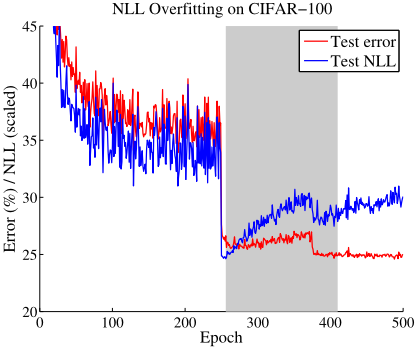 NLL Overfitting on CIFAR−100
Error (%) / NLL (scaled)
45
40
35
30
25
20
Test error
Test NLL
0
100
200
300
400
500
Epoch